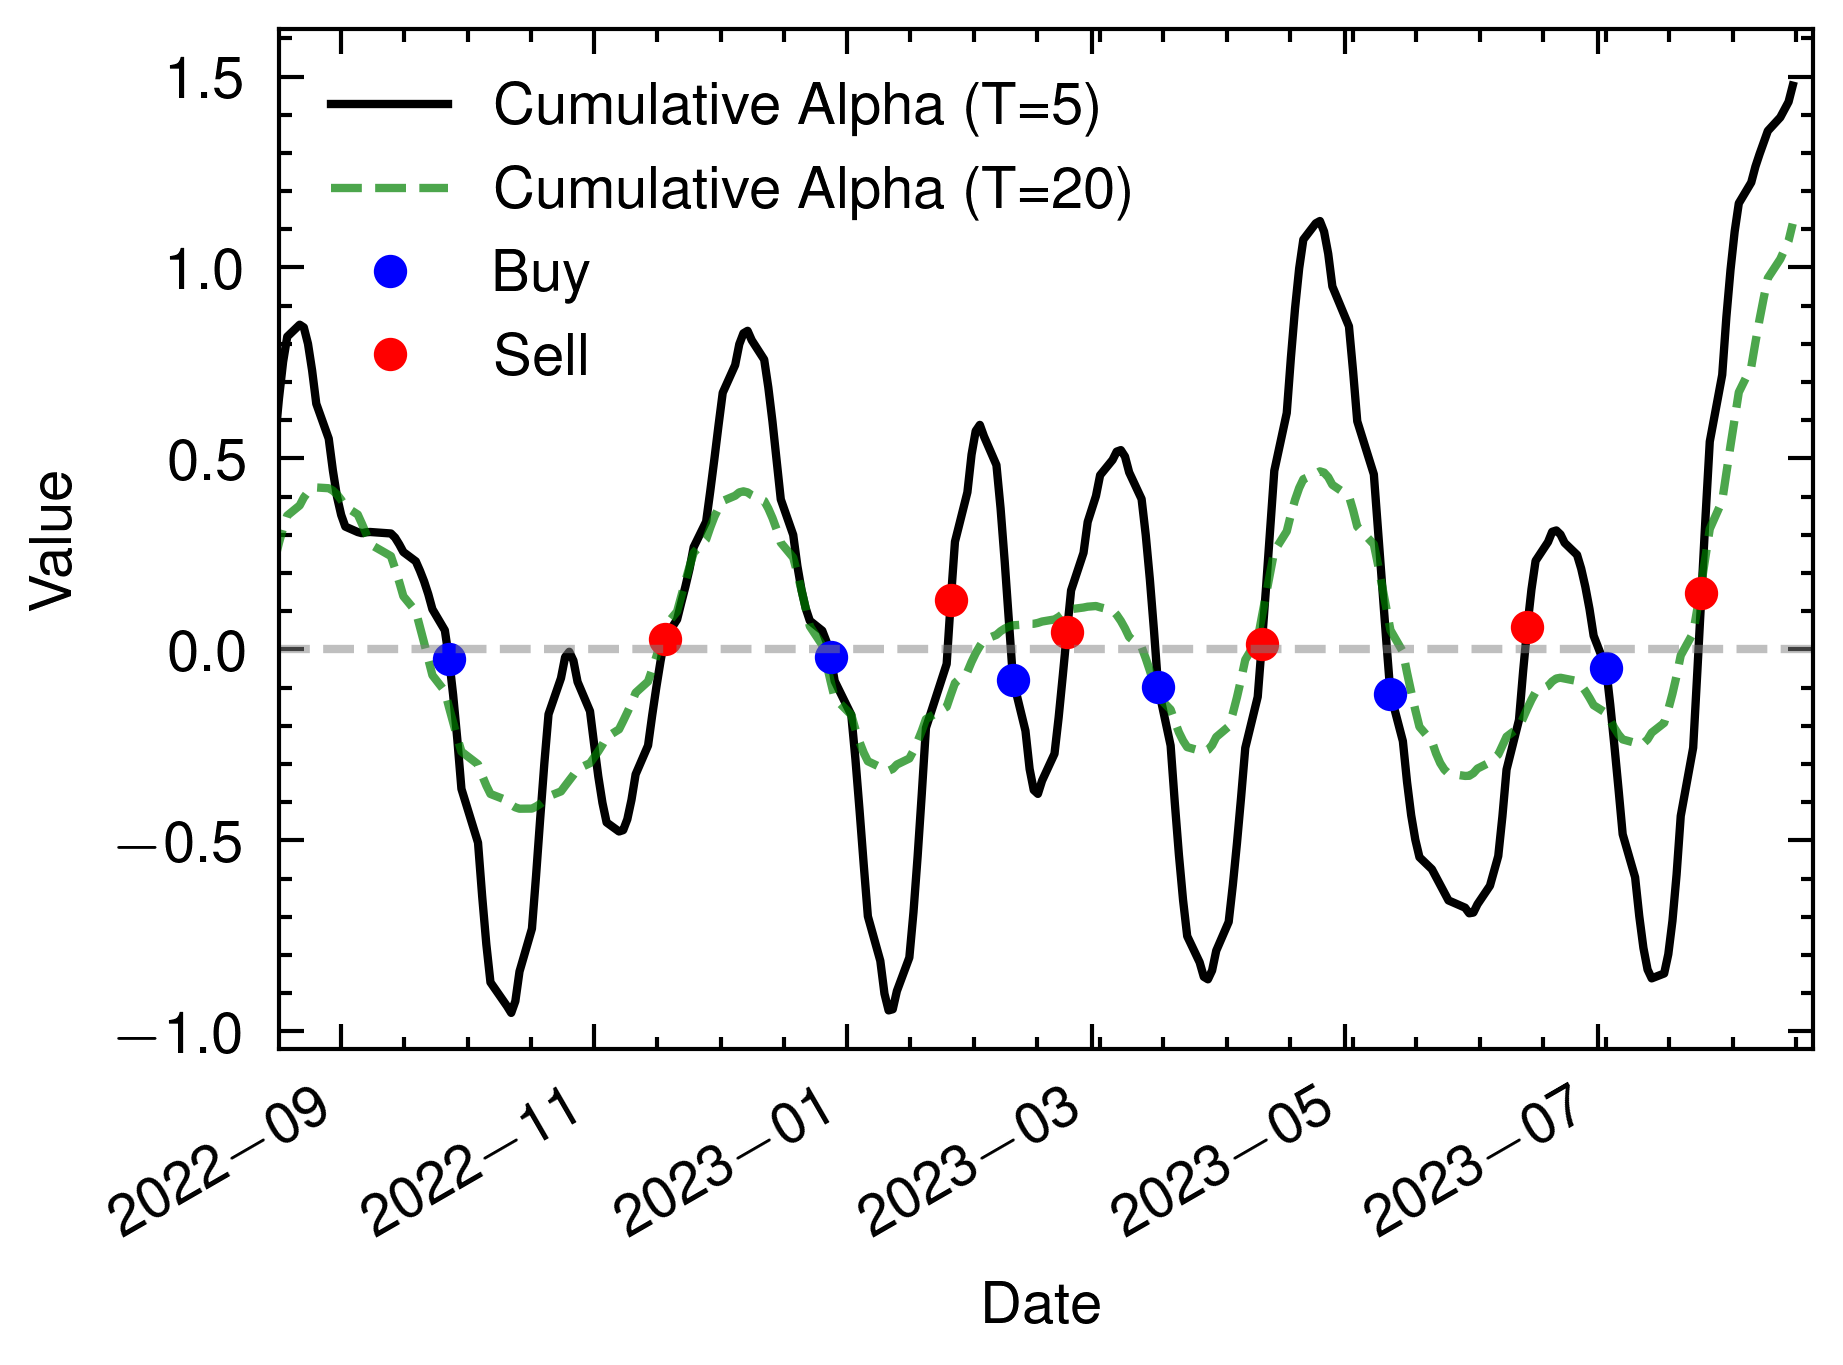 1.5
1.0
0.5
0.0
−0.5
−1.0
Value
Cumulative Alpha (T=5)
Cumulative Alpha (T=20)
Buy
Sell
2022−09
2022−11
2023−01
2023−03
2023−05
2023−07
Date